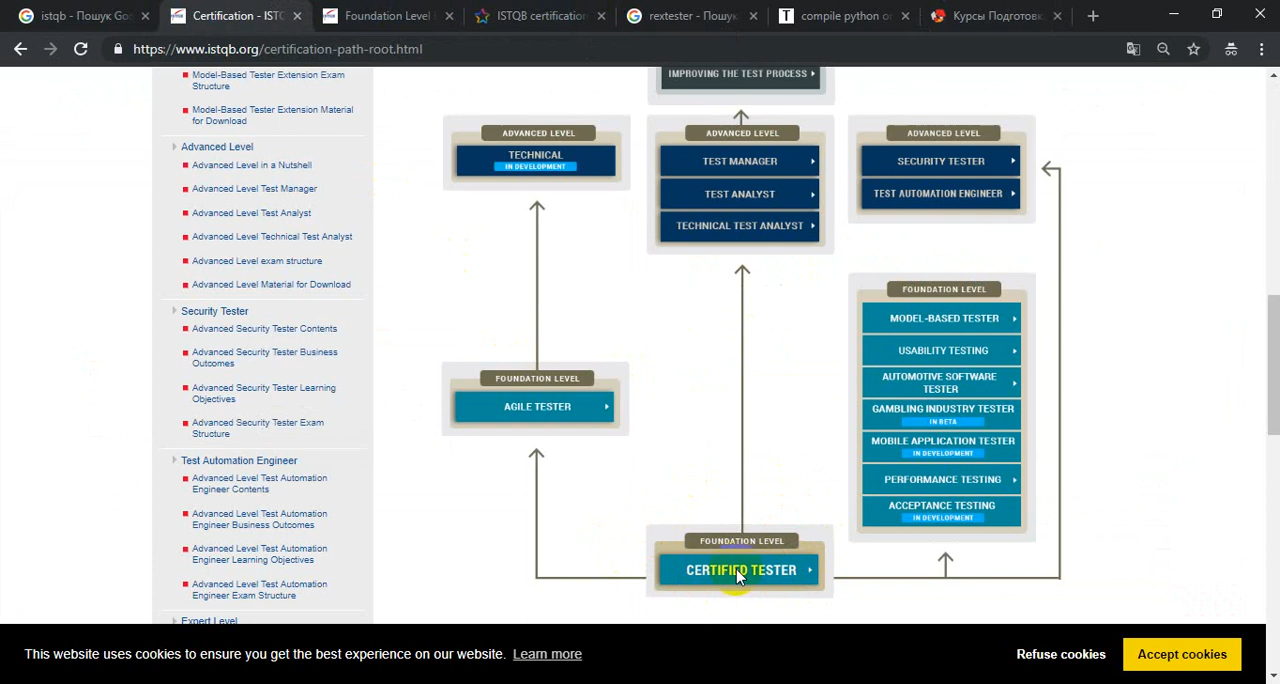 istqb - Пошук Goo
Certification - ISTC
Foundation Level
ISTQB certification
rextester - Пошук
compile python o
Курсы Подготовк
https://www.istqb.org/certification-path-root.html
Model-Based Tester Extension Exam
Structure
Model-Based Tester Extension Material
for Download
Advanced Level
Advanced Level in a Nutshell
Advanced Level Test Manager
Advanced Level Test Analyst
Advanced Level Technical Test Analyst
Advanced Level exam structure
Advanced Level Material for Download
Security Tester
Advanced Security Tester Contents
Advanced Security Tester Business
Outcomes
Advanced Security Tester Learning
Objectives
Advanced Security Tester Exam
Structure
Test Automation Engineer
Advanced Level Test Automation
Engineer Contents
Advanced Level Test Automation
Engineer Business Outcomes
Advanced Level Test Automation
Engineer Learning Objectives
Advanced Level Test Automation
Engineer Exam Structure
Expert Level
IMPROVING THE TEST PROCESS
ADVANCED LEVEL
TECHNICAL
IN DEVELOPMENT
ADVANCED LEVEL
TEST MANAGER
TEST ANALYST
TECHNICAL TEST ANALYST
ADVANCED LEVEL
SECURITY TESTER
TEST AUTOMATION ENGINEER
FOUNDATION LEVEL
MODEL-BASED TESTER
USABILITY TESTING
AUTOMOTIVE SOFTWARE
TESTER
GAMBLING INDUSTRY TESTER
IN BETA
MOBILE APPLICATION TESTER
IN DEVELOPMENT
PERFORMANCE TESTING
ACCEPTANCE TESTING
IN DEVELOPMENT
FOUNDATION LEVEL
AGILE TESTER
FOUNDATION LEVEL
CERTIFIED TESTER
This website uses cookies to ensure you get the best experience on our website. Learn more
Refuse cookies
Accept cookies